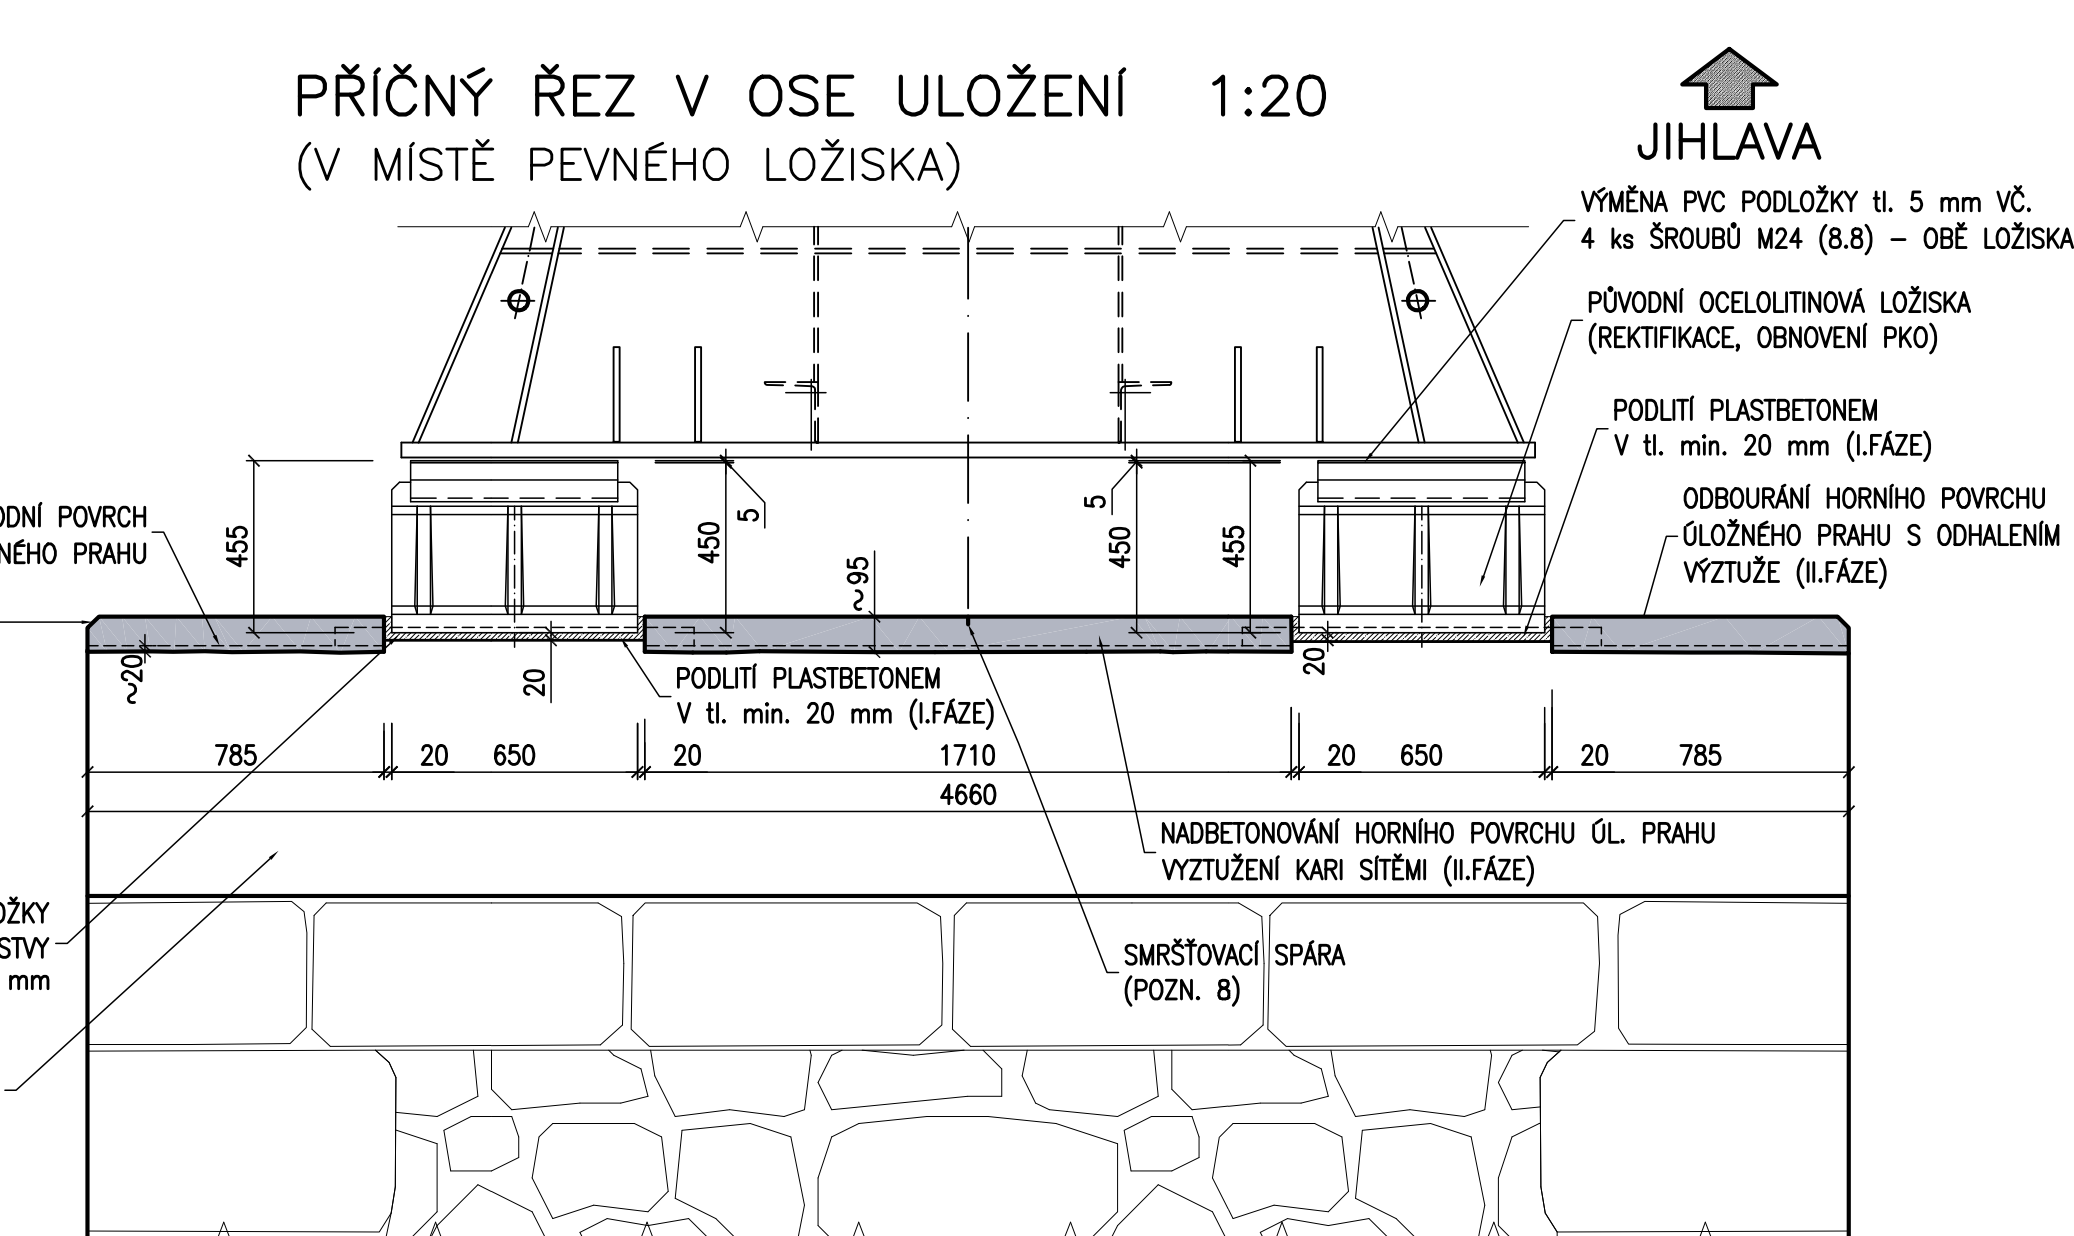 PŘÍČNÝ ŘEZ V OSE ULOŽENÍ 1:20
(V MÍSTĚ PEVNÉHO LOŽISKA)
JIHLAVA
VÝMĚNA PVC PODLOŽKY tl. 5 mm VČ.
4 ks ŠROUBŮ M24 (8.8) – OBĚ LOŽISKA
PŮVODNÍ OCELOLITINOVÁ LOŽISKA
(REKTIFIKACE, OBNOVENÍ PKO)
PODLITÍ PLASTBETONEM
V tl. min. 20 mm (I.FÁZE)
ODBOURÁNÍ HORNÍHO POVRCHU
ÚLOŽNÉHO PRAHU S ODHALENÍM
VÝZTUŽE (II.FÁZE)
ODNÍ POVRCH
NÉHO PRAHU
455
450
5
~95
5
450
455
~20
20
20
PODLITÍ PLASTBETONEM
V tl. min. 20 mm (I.FÁZE)
785 20 650 20 1710 20 650 20 785
4660
NADBETONOVÁNÍ HORNÍHO POVRCHU ÚL. PRAHU
VYZTUŽENÍ KARI SÍTĚMI (II.FÁZE)
OŽKY
STVY
mm
SMRŠŤOVACÍ SPÁRA
(POZN. 8)